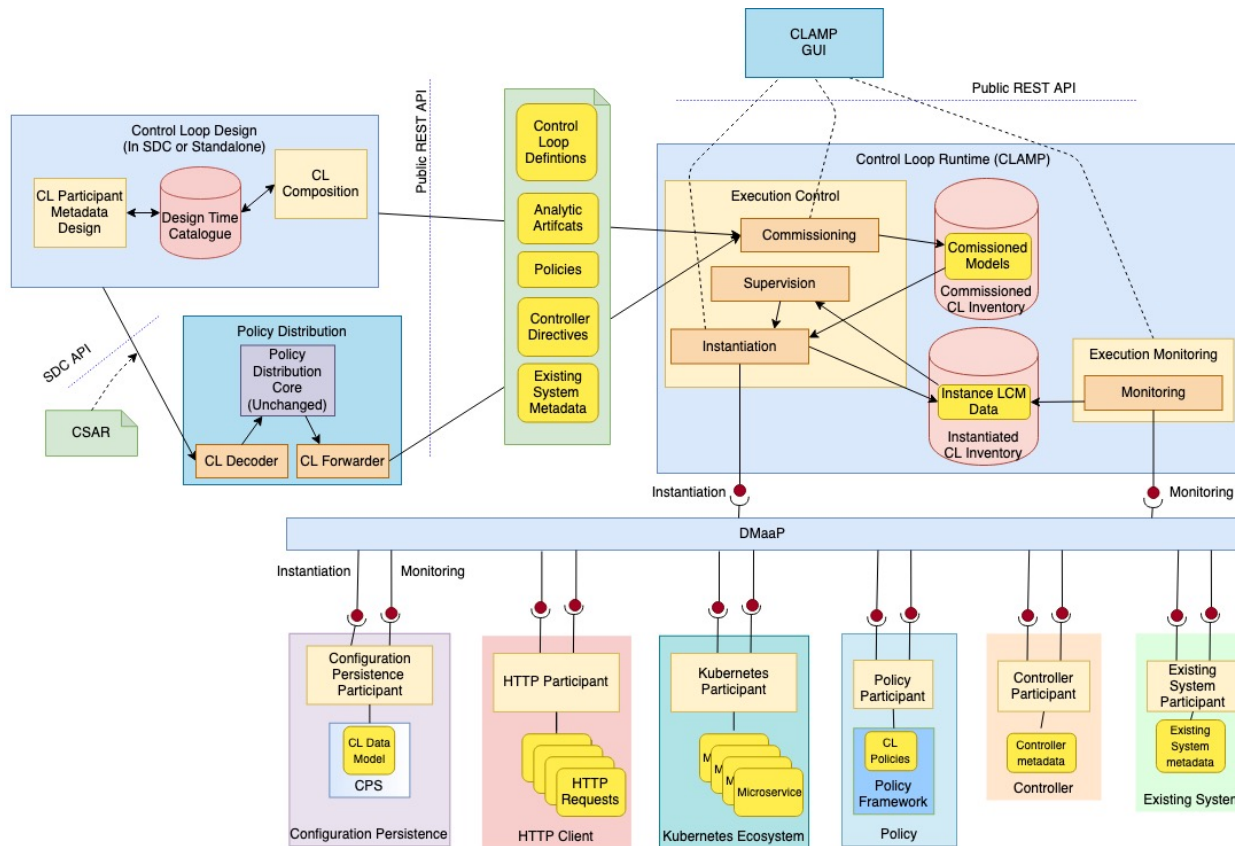 CLAMP
GUI
Public REST API
Public REST API
Control Loop Design
(In SDC or Standalone)
CL Participant
Metadata
Design
Design Time
Catalogue
CL
Composition
Control
Loop
Defintions
Analytic
Artifcats
Policies
Controller
Directives
Existing
System
Metadata
Control Loop Runtime (CLAMP)
Execution Control
Commissioning
Supervision
Instantiation
Comissioned
Models
Commissioned
CL Inventory
Instance LCM
Data
Instantiated
CL Inventory
Execution Monitoring
Monitoring
SDC API
CSAR
Policy Distribution
Policy
Distribution
Core
(Unchanged)
CL Decoder
CL Forwarder
Instantiation
Monitoring
DMaaP
Instantiation
Monitoring
Configuration
Persistence
Participant
CL Data
Model
CPS
Configuration Persistence
HTTP Participant
HTTP
Requests
HTTP Client
Kubernetes
Participant
M
M
M
Microservice
Kubernetes Ecosystem
Policy
Participant
CL
Policies
Policy
Framework
Policy
Controller
Participant
Controller
metadata
Controller
Existing
System
Participant
Existing
System
metadata
Existing System